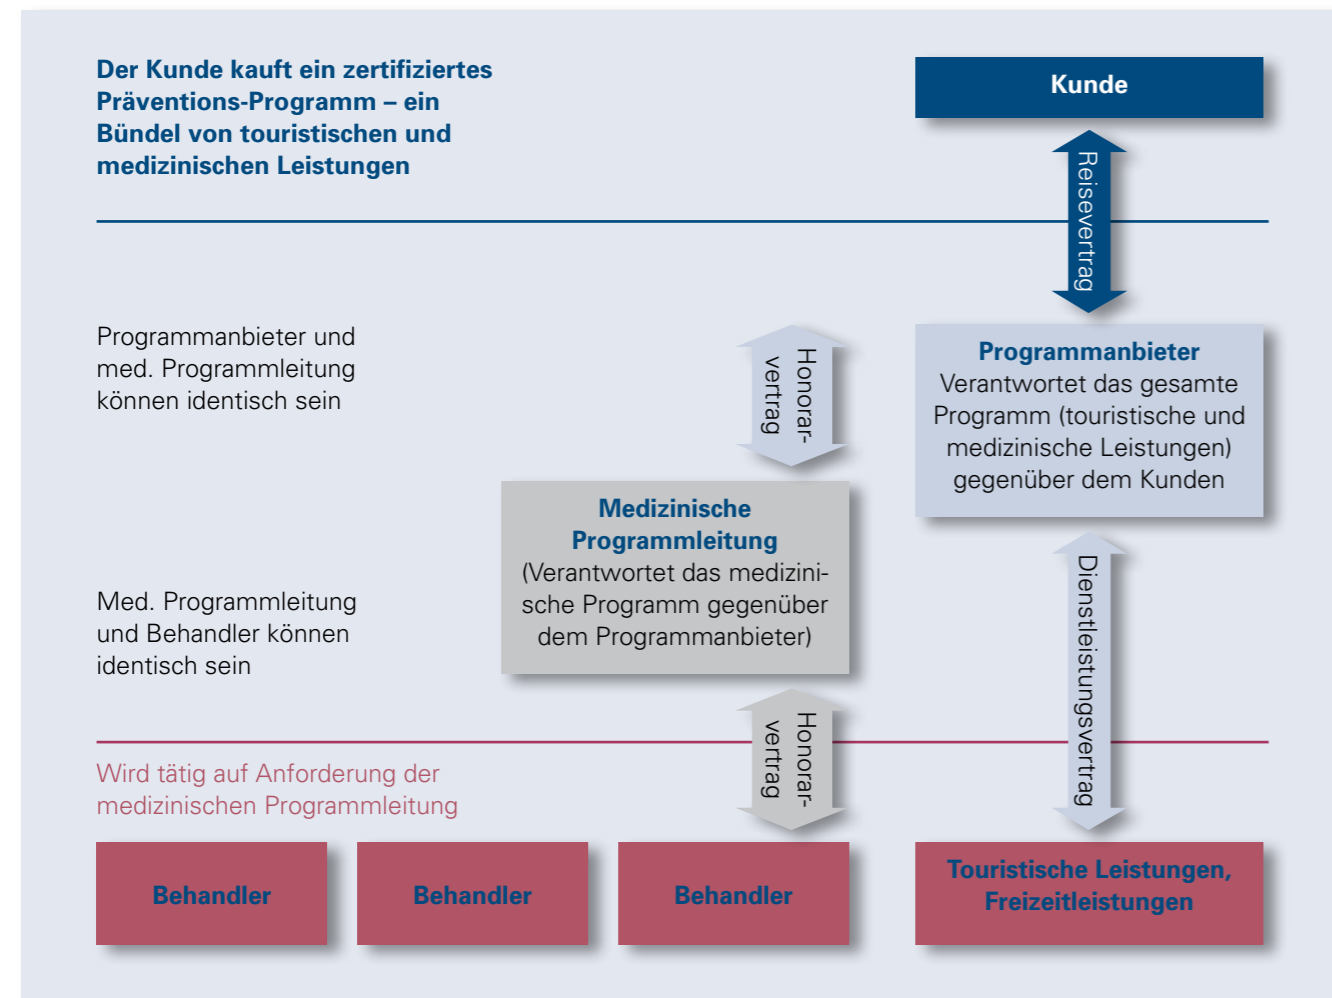 Der Kunde kauft ein zertifiziertes
Präventions-Programm – ein
Bündel von touristischen und
medizinischen Leistungen
Kunde
Reisevertrag
Programmanbieter und
med. Programmleitung
können identisch sein
Honorar-
vertrag
Programmanbieter
Verantwortet das gesamte
Programm (touristische und
medizinische Leistungen)
gegenüber dem Kunden
Medizinische
Programmleitung
(Verantwortet das medizini-
sche Programm gegenüber
dem Programmanbieter)
Med. Programmleitung
und Behandler können
identisch sein
Honorar-
vertrag
Dienstleistungsvertrag
Wird tätig auf Anforderung der
medizinischen Programmleitung
Behandler
Behandler
Behandler
Touristische Leistungen,
Freizeitleistungen